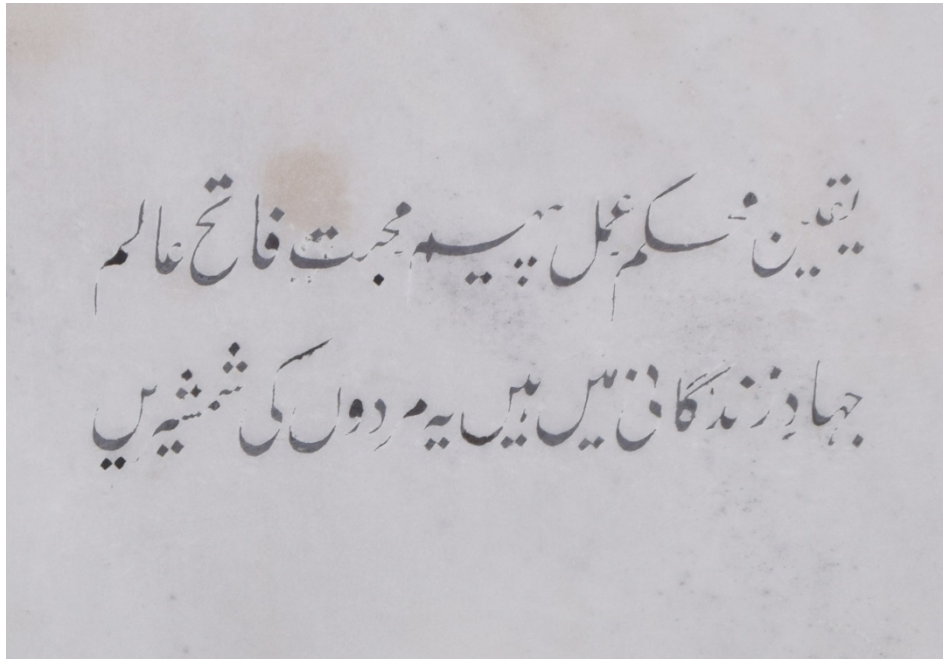 یقین محکم عمل پیہم محبت فاتح عالم
جہادِ زندگانی میں ہیں یہ مردوں کی شمشیریں